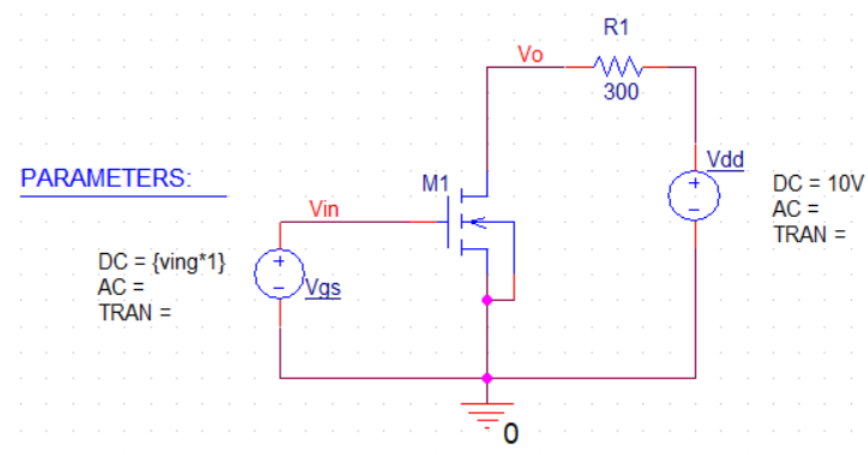 R1
Vo
300
Vdd
PARAMETERS:
M1
DC = 10V
AC =
TRAN =
Vin
DC = {ving*1}
AC =
TRAN =
Vgs
0